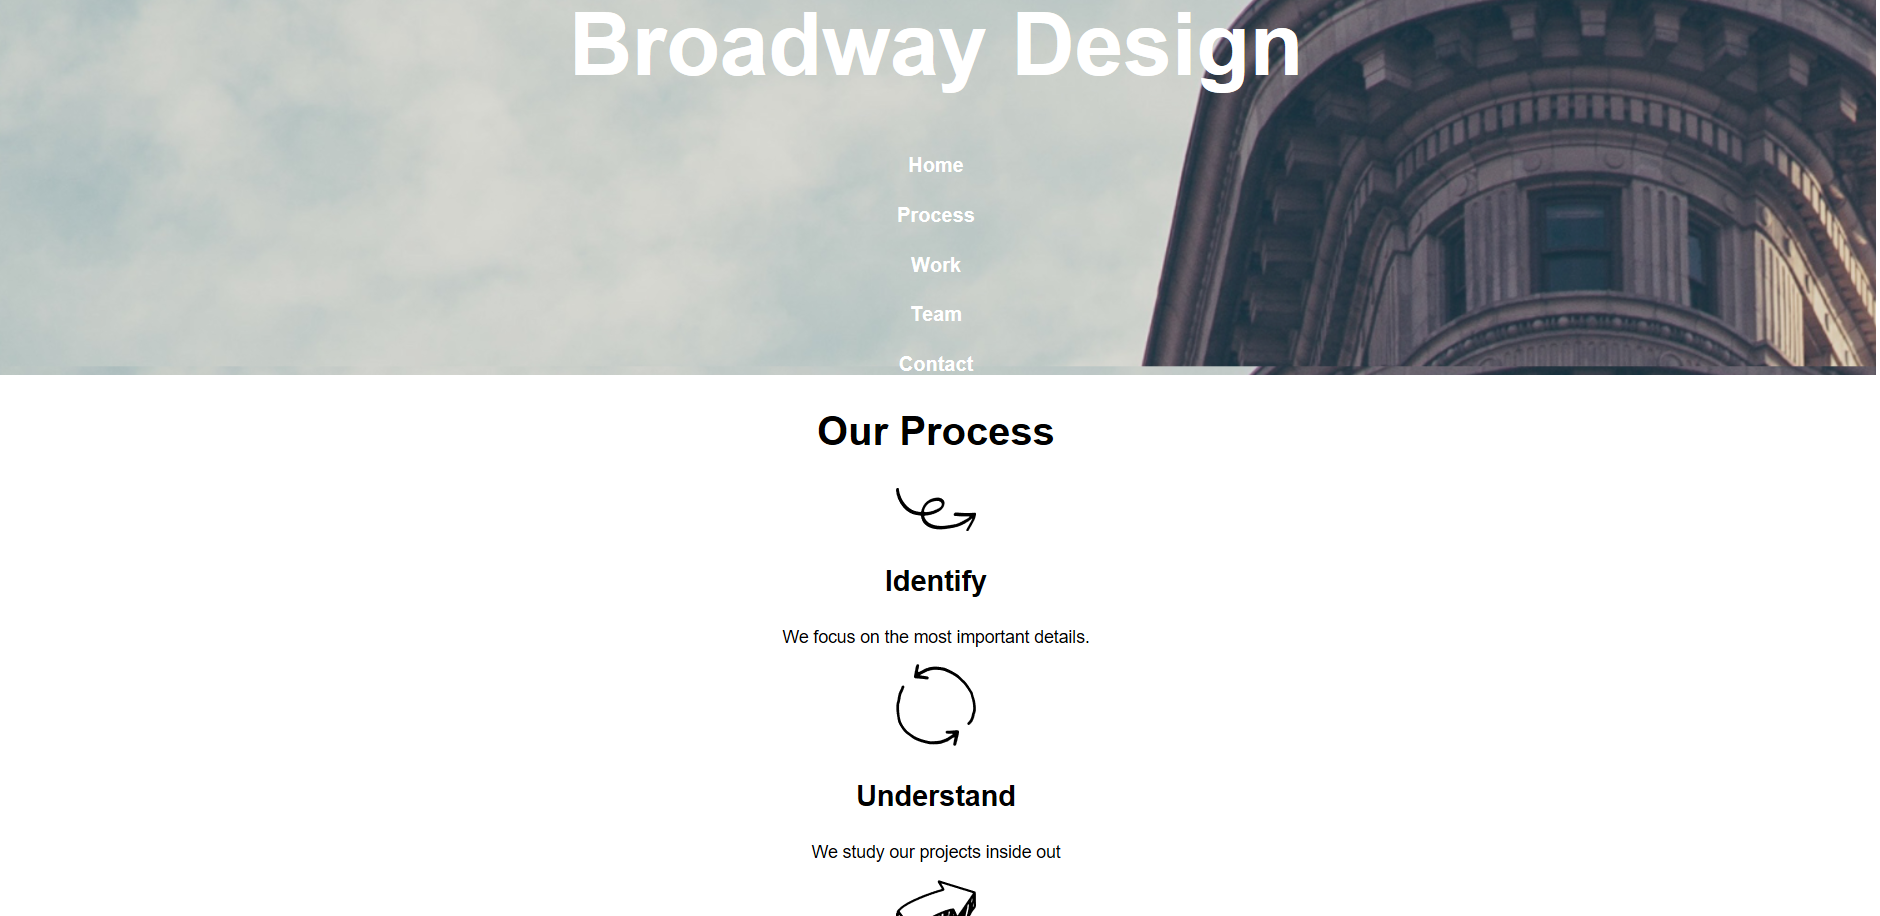 Broadway Design
Home
Process
Work
Team
Contact
Our Process
Identify
We focus on the most important details.
Understand
We study our projects inside out